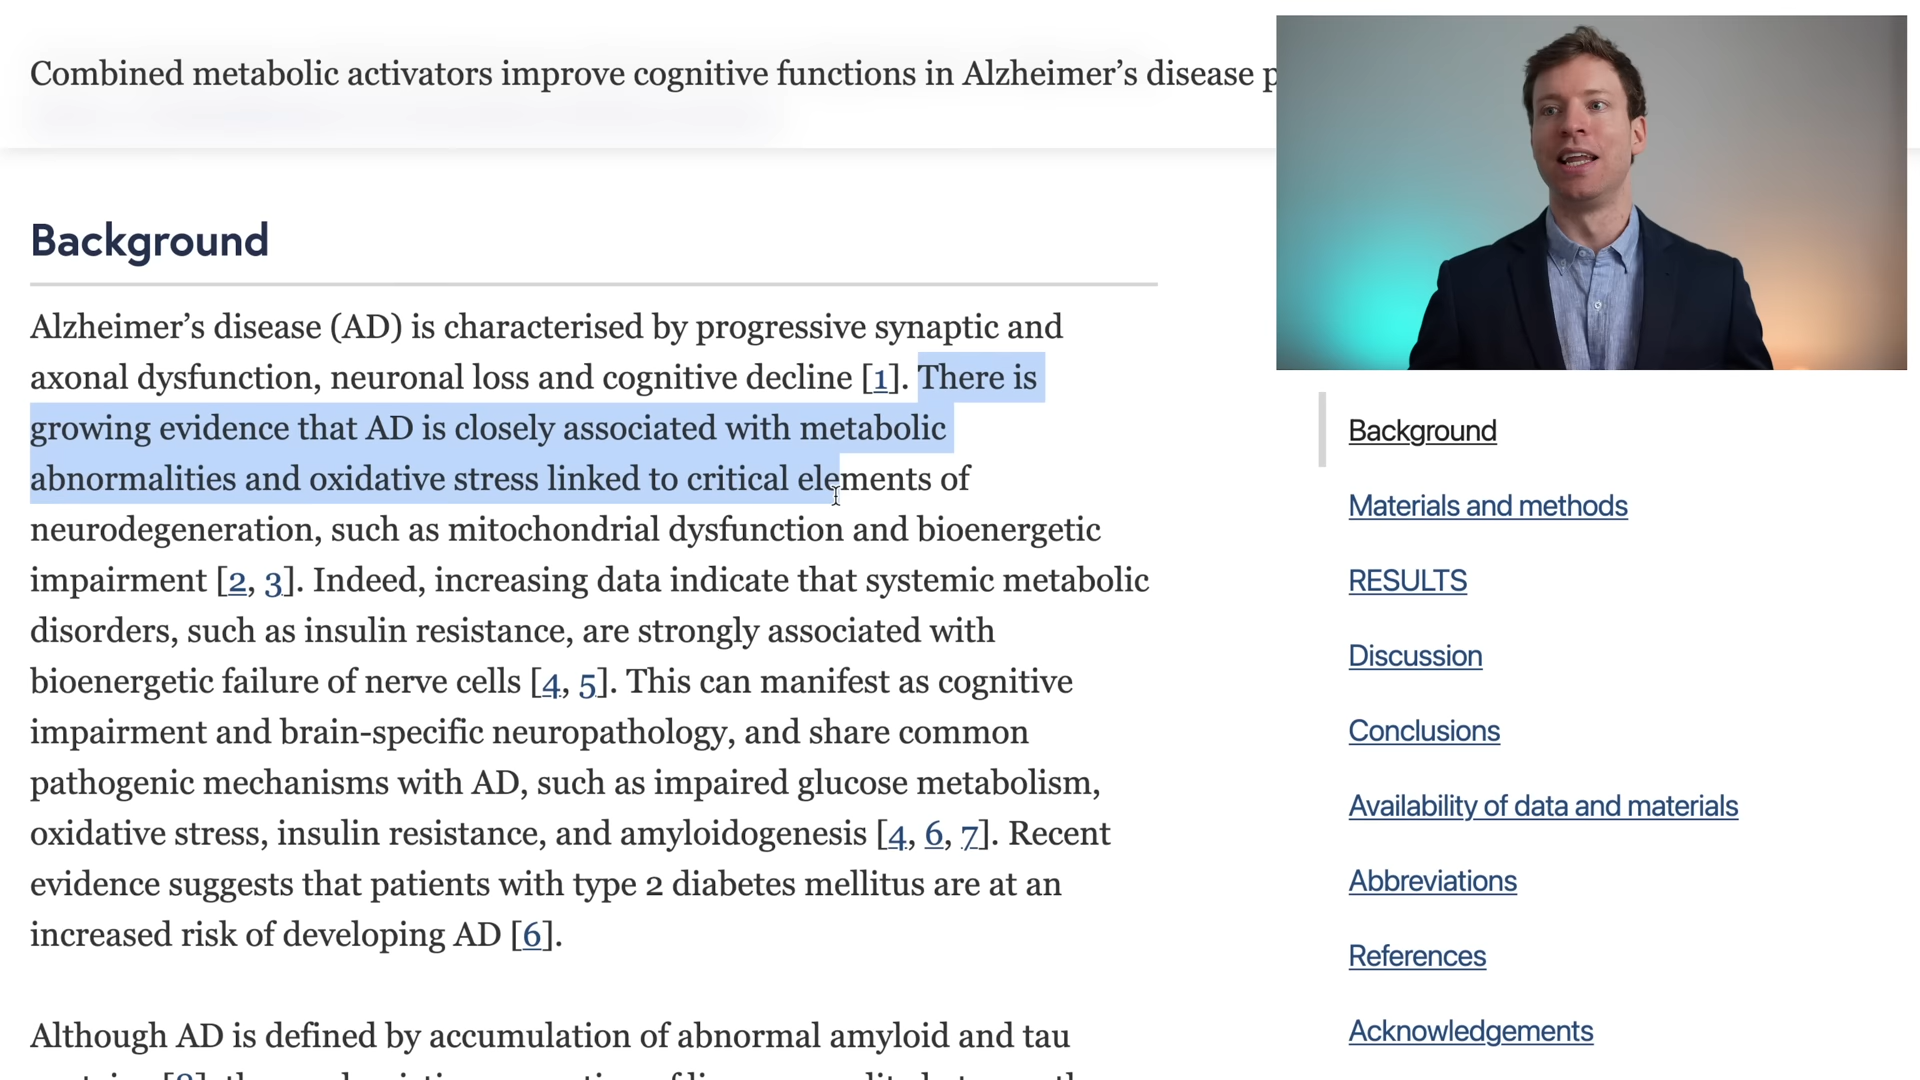 Combined metabolic activators improve cognitive functions in Alzheimer’s disease
Background
Alzheimer’s disease (AD) is characterised by progressive synaptic and
axonal dysfunction, neuronal loss and cognitive decline [1]. There is
growing evidence that AD is closely associated with metabolic
abnormalities and oxidative stress linked to critical elements of
neurodegeneration, such as mitochondrial dysfunction and bioenergetic
impairment [2, 3]. Indeed, increasing data indicate that systemic metabolic
disorders, such as insulin resistance, are strongly associated with
bioenergetic failure of nerve cells [4, 5]. This can manifest as cognitive
impairment and brain-specific neuropathology, and share common
pathogenic mechanisms with AD, such as impaired glucose metabolism,
oxidative stress, insulin resistance, and amyloidogenesis [4, 6, 7]. Recent
evidence suggests that patients with type 2 diabetes mellitus are at an
increased risk of developing AD [6].
Although AD is defined by accumulation of abnormal amyloid and tau
Background
Materials and methods
RESULTS
Discussion
Conclusions
Availability of data and materials
Abbreviations
References
Acknowledgements